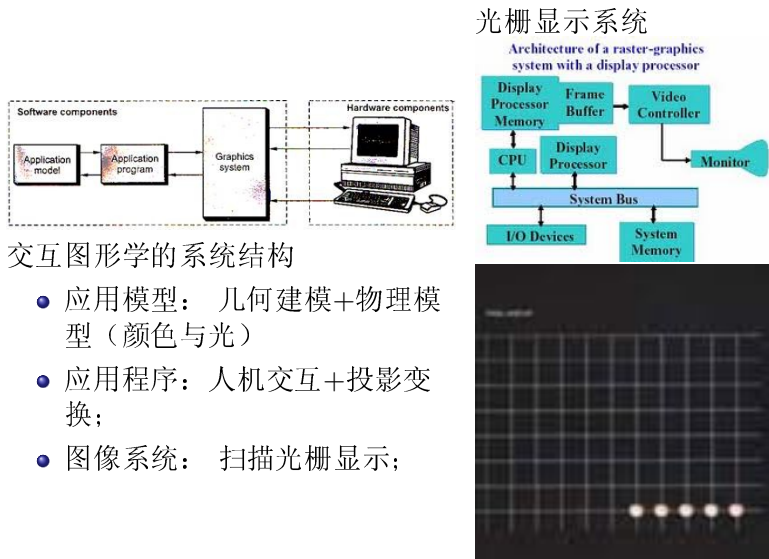 Software components
Hardware components
Application
model
Application
program
Graphics
system
交互图形学的系统结构
应用模型： 几何建模+物理模
型（颜色与光）
应用程序：人机交互+投影变
换；
图像系统： 扫描光栅显示；
光栅显示系统
Architecture of a raster-graphics
system with a display processor
Display
Processor
Memory
Frame
Buffer
Video
Controller
CPU
Display
Processor
Monitor
System Bus
I/O Devices
System
Memory